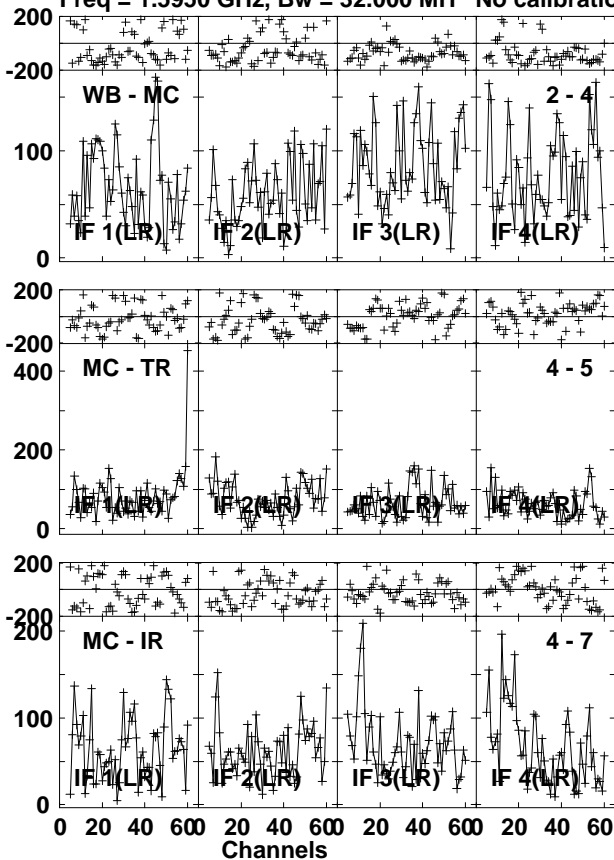 Freq = 1.5950 GHz, Bw = 32.000 MH No calibratio
200
-200
WB - MC 2 - 4
100
0
IF 1(LR) IF 2(LR) IF 3(LR) IF 4(LR)
200
-200
MC - TR 4 - 5
400
200
0
IF 1(LR) IF 2(LR) IF 3(LR) IF 4(LR)
200
-200
200
MC - IR 4 - 7
100
0
IF 1(LR) IF 2(LR) IF 3(LR) IF 4(LR)
0 20 40 60 0 20 40 60 0 20 40 60 0 20 40 60
Channels